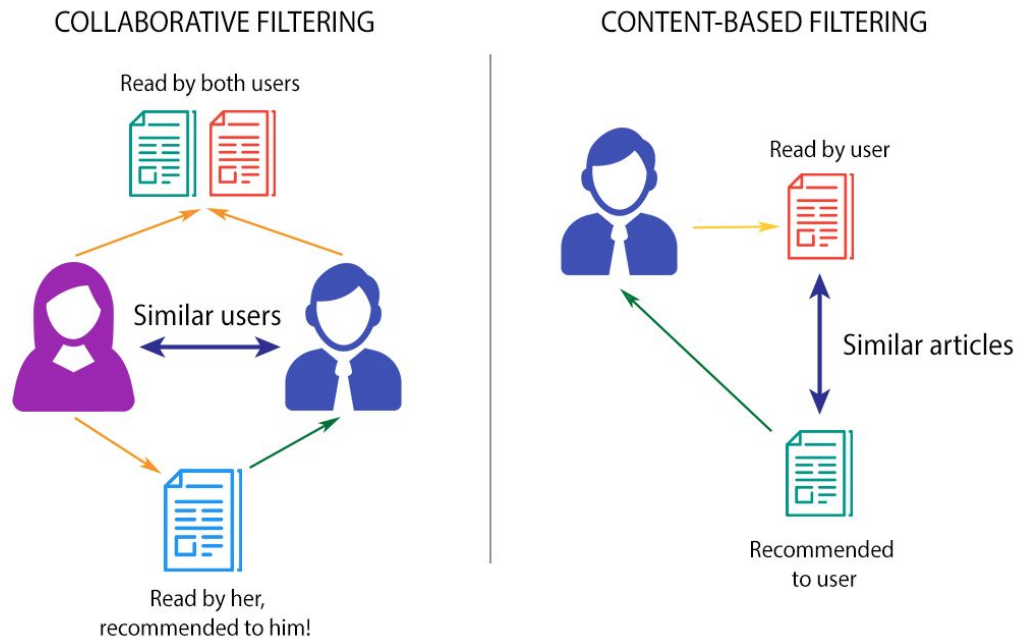 COLLABORATIVE FILTERING
Read by both users
Similar users
Read by her,
recommended to him!
CONTENT-BASED FILTERING
Read by user
Similar articles
Recommended
to user